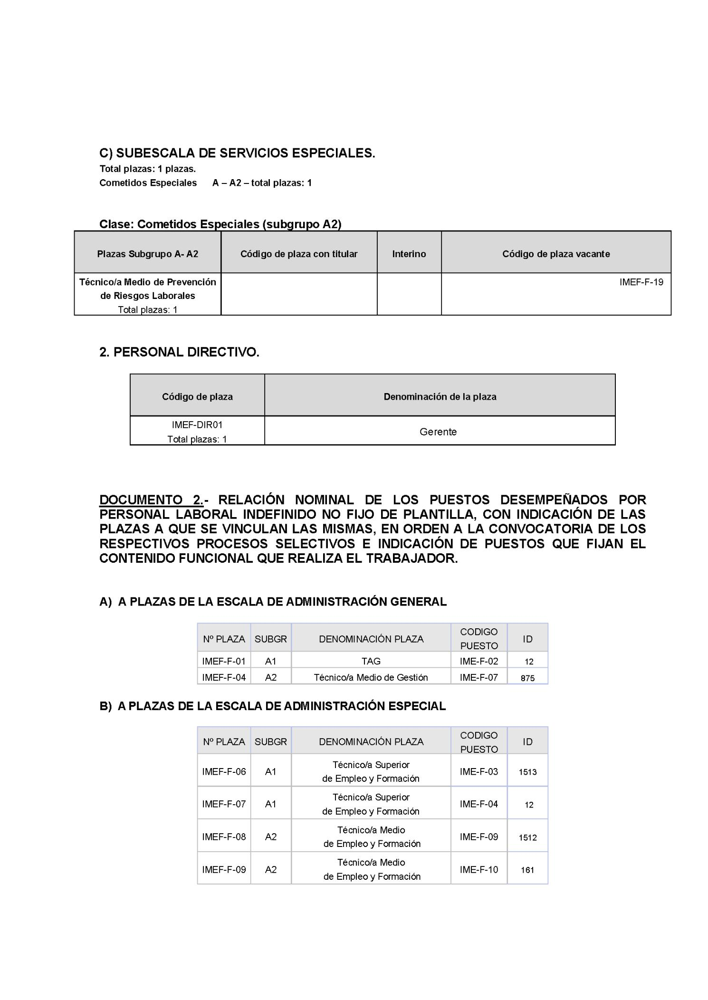 C) SUBESCALA DE SERVICIOS ESPECIALES.
Total plazas: 1 plazas.
Cometidos Especiales A – A2 – total plazas: 1
Clase: Cometidos Especiales (subgrupo A2)
Plazas Subgrupo A- A2 Código de plaza con titular Interino Código de plaza vacante
Técnico/a Medio de Prevención
de Riesgos Laborales
Total plazas: 1
IMEF-F-19
2. PERSONAL DIRECTIVO.
Código de plaza Denominación de la plaza
IMEF-DIR01
Total plazas: 1
Gerente
DOCUMENTO 2.- RELACIÓN NOMINAL DE LOS PUESTOS DESEMPEÑADOS POR
PERSONAL LABORAL INDEFINIDO NO FIJO DE PLANTILLA, CON INDICACIÓN DE LAS
PLAZAS A QUE SE VINCULAN LAS MISMAS, EN ORDEN A LA CONVOCATORIA DE LOS
RESPECTIVOS PROCESOS SELECTIVOS E INDICACIÓN DE PUESTOS QUE FIJAN EL
CONTENIDO FUNCIONAL QUE REALIZA EL TRABAJADOR.
A) A PLAZAS DE LA ESCALA DE ADMINISTRACIÓN GENERAL
Nº PLAZA SUBGR DENOMINACIÓN PLAZA CODIGO PUESTO ID
IMEF-F-01 A1 TAG IME-F-02 12
IMEF-F-04 A2 Técnico/a Medio de Gestión IME-F-07 875
B) A PLAZAS DE LA ESCALA DE ADMINISTRACIÓN ESPECIAL
Nº PLAZA SUBGR DENOMINACIÓN PLAZA CODIGO PUESTO ID
IMEF-F-06 A1 Técnico/a Superior de Empleo y Formación IME-F-03 1513
IMEF-F-07 A1 Técnico/a Superior de Empleo y Formación IME-F-04 12
IMEF-F-08 A2 Técnico/a Medio de Empleo y Formación IME-F-09 1512
IMEF-F-09 A2 Técnico/a Medio de Empleo y Formación IME-F-10 161